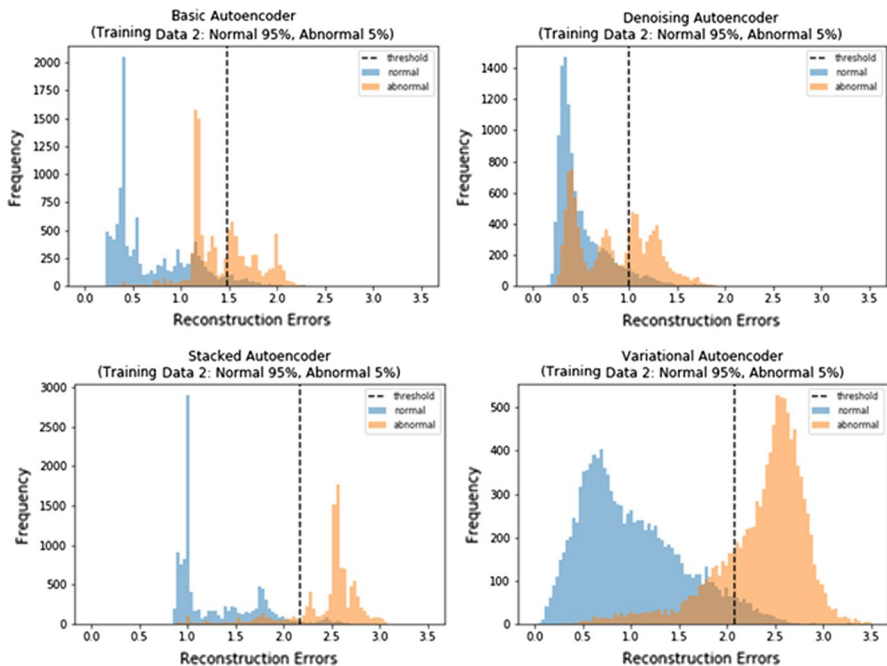 Basic Autoencoder
(Training Data 2: Normal 95%, Abnormal 5%)
threshold
normal
abnormal
2000
1750
1500
1250
1000
750
500
250
0
Frequency
0.0 0.5 1.0 1.5 2.0 2.5 3.0 3.5
Reconstruction Errors
Denoising Autoencoder
(Training Data 2: Normal 95%, Abnormal 5%)
threshold
normal
abnormal
1400
1200
1000
800
600
400
200
0
Frequency
0.0 0.5 1.0 1.5 2.0 2.5 3.0 3.5
Reconstruction Errors
Stacked Autoencoder
(Training Data 2: Normal 95%, Abnormal 5%)
threshold
normal
abnormal
3000
2500
2000
1500
1000
500
0
Frequency
0.0 0.5 1.0 1.5 2.0 2.5 3.0 3.5
Reconstruction Errors
Variational Autoencoder
(Training Data 2: Normal 95%, Abnormal 5%)
threshold
normal
abnormal
500
400
300
200
100
0
Frequency
0.0 0.5 1.0 1.5 2.0 2.5 3.0 3.5
Reconstruction Errors